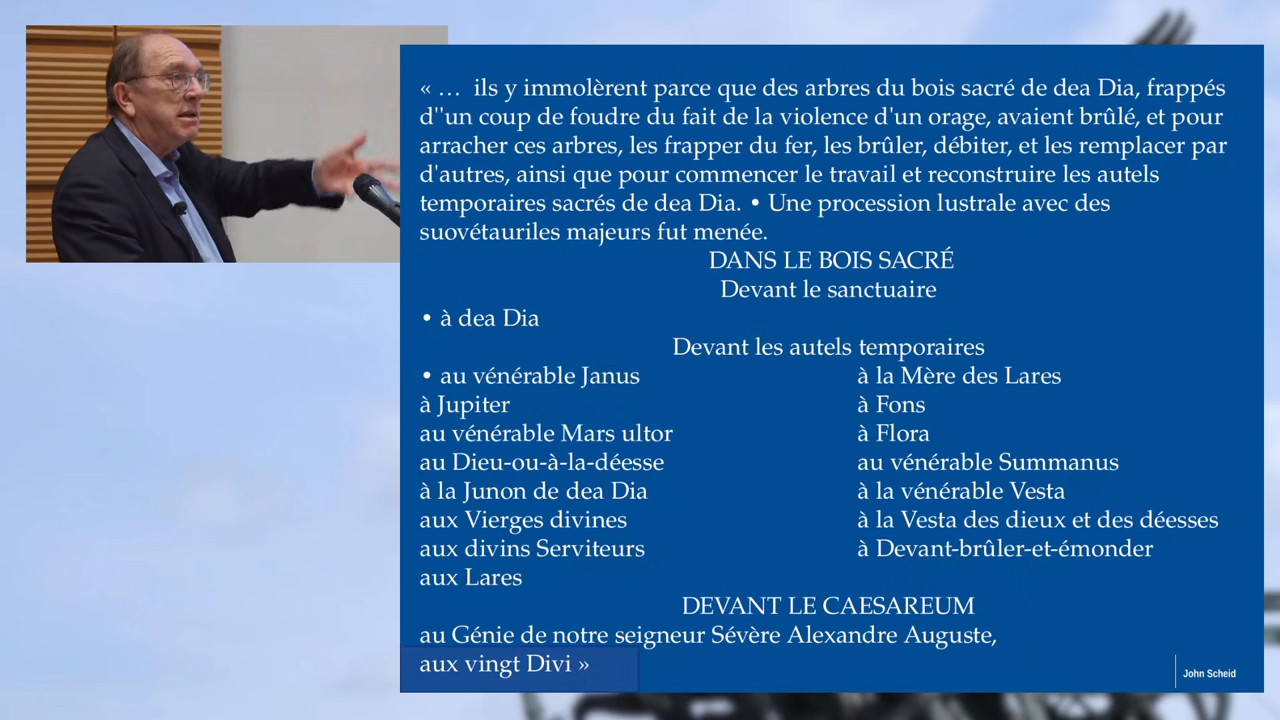 « …  ils y immolèrent parce que des arbres du bois sacré de dea Dia, frappés
d''un coup de foudre du fait de la violence d'un orage, avaient brûlé, et pour
arracher ces arbres, les frapper du fer, les brûler, débiter, et les remplacer par
d'autres, ainsi que pour commencer le travail et reconstruire les autels
temporaires sacrés de dea Dia. • Une procession lustrale avec des
suovétauriles majeurs fut menée.
DANS LE BOIS SACRÉ
Devant le sanctuaire
• à dea Dia
Devant les autels temporaires
• au vénérable Janus
à Jupiter
au vénérable Mars ultor
au Dieu-ou-à-la-déesse
à la Junon de dea Dia
aux Vierges divines
aux divins Serviteurs
aux Lares
à la Mère des Lares
à Fons
à Flora
au vénérable Summanus
à la vénérable Vesta
à la Vesta des dieux et des déesses
à Devant-brûler-et-émonder
DEVANT LE CAESAREUM
au Génie de notre seigneur Sévère Alexandre Auguste,
aux vingt Divi »
John Scheid